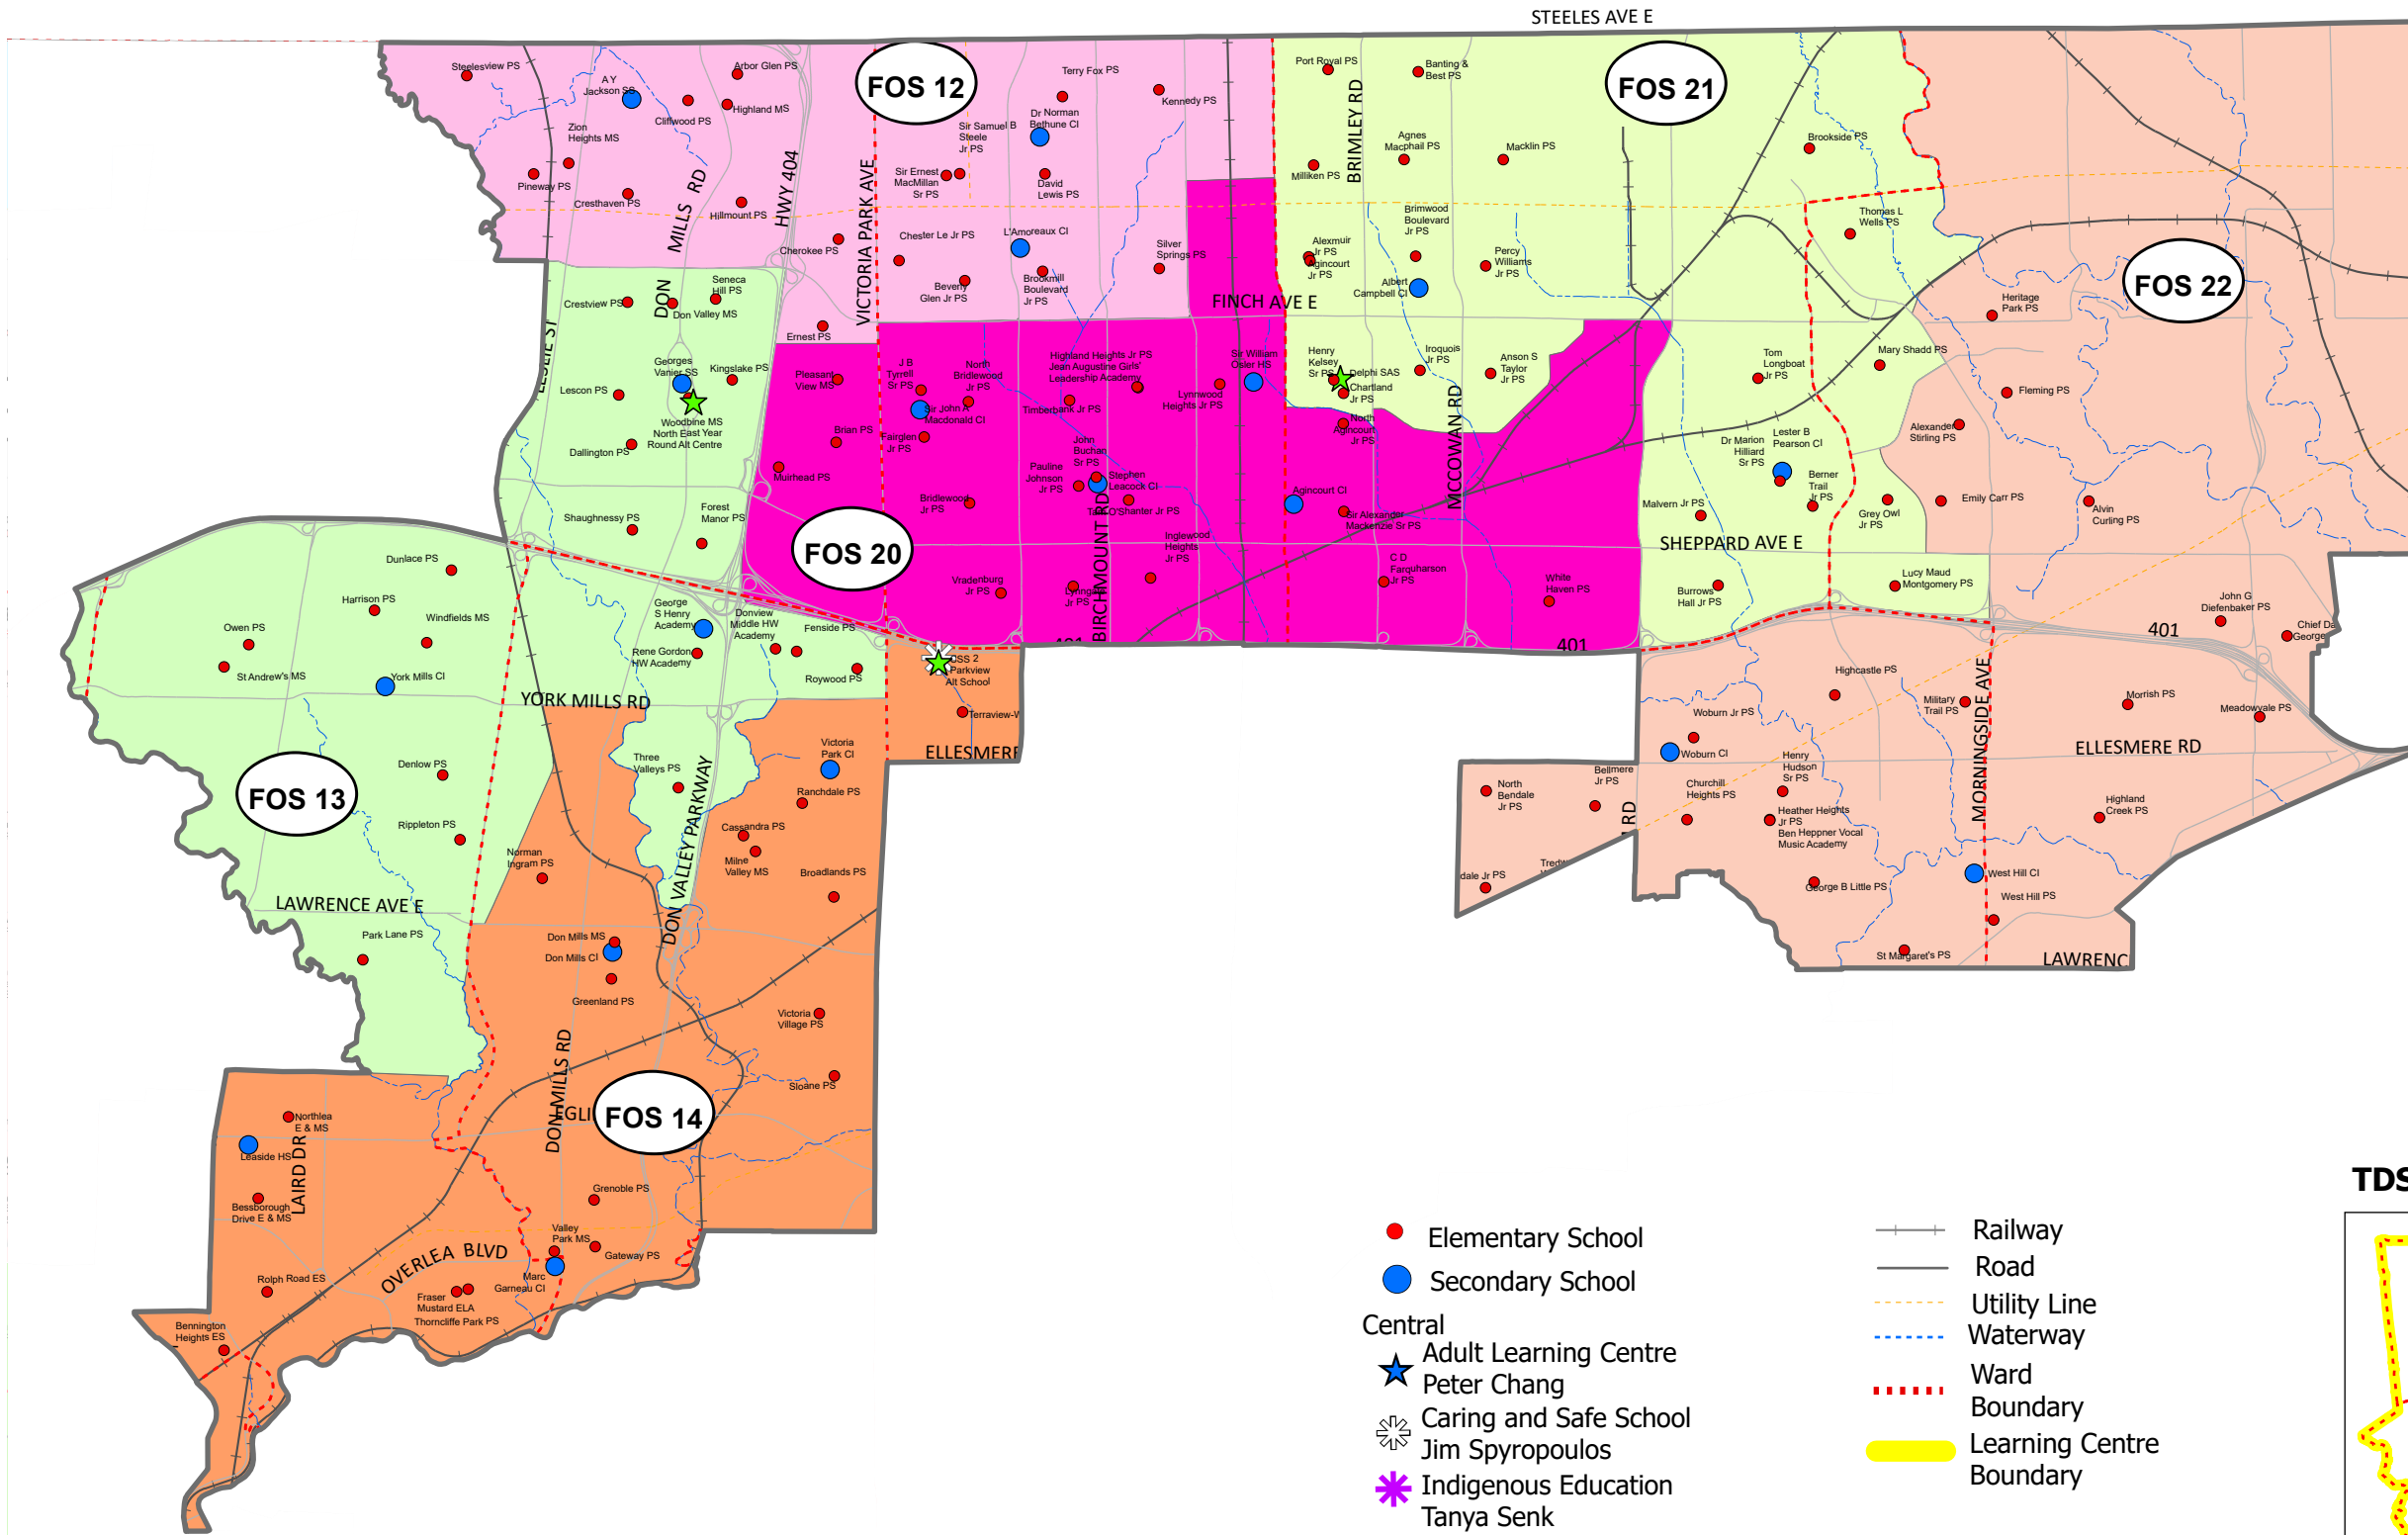 STEELES AVE E
Steelesview PS
A Y
Jackson SS
Arbor Glen PS
Highland MS
Cliffwood PS
Zion
Heights MS
Pineway PS
Cresthaven PS
Hillmount PS
MILLS RD
DON
HWY 404
VICTORIA PARK AVE
FOS 12
Cherokee PS
Ernest PS
Terry Fox PS
Kennedy PS
Dr Norman
Bethune CI
Sir Samuel B
Steele
Jr PS
Sir Ernest
MacMillan
Sr PS
David
Lewis PS
Chester Le Jr PS
L'Amoreaux CI
Beverly
Glen Jr PS
Brookmill
Boulevard
Jr PS
Silver
Springs PS
FINCH AVE E
Port Royal PS
BRIMLEY RD
Banting &
Best PS
FOS 21
Milliken PS
Agnes
Macphail PS
Macklin PS
Brookside PS
Alexmuir
Jr PS
Agincourt
Jr PS
Brimwood
Boulevard
Jr PS
Percy
Williams
Jr PS
Albert
Campbell CI
Thomas L
Wells PS
FOS 22
Heritage
Park PS
Crestview PS
Seneca
Hill PS
Don Valley MS
LESLIE ST
Georges
Vanier SS
Kingslake PS
Lescon PS
Woodbine MS
North East Year
Round Alt Centre
Dallington PS
Shaughnessy PS
Forest
Manor PS
Pleasant
View MS
Brian PS
Muirhead PS
J B
Tyrrell
Sr PS
North
Bridlewood
Jr PS
Sir John A
Macdonald CI
Fairglen
Jr PS
Bridlewood
Jr PS
Highland Heights Jr PS
Jean Augustine Girls'
Leadership Academy
Timberbank Jr PS
Lynnwood
Heights Jr PS
Sir William
Osler HS
John
Buchan
Sr PS
Pauline
Johnson
Jr PS
Stephen
Leacock CI
Tam O'Shanter Jr PS
BIRCHMOUNT RD
Inglewood
Heights
Jr PS
Vradenburg
Jr PS
Lynngate
Jr PS
FOS 20
Henry
Kelsey
Sr PS
Delphi SAS
Chartland
Jr PS
North
Agincourt
Jr PS
Iroquois
Jr PS
Anson S
Taylor
Jr PS
MCCOWAN RD
Agincourt CI
Sir Alexander
Mackenzie Sr PS
C D
Farquharson
Jr PS
White
Haven PS
401
Tom
Longboat
Jr PS
Mary Shadd PS
Fleming PS
Alexander
Stirling PS
Dr Marion
Hilliard
Sr PS
Lester B
Pearson CI
Berner
Trail
Jr PS
Malvern Jr PS
Grey Owl
Jr PS
Emily Carr PS
Alvin
Curling PS
SHEPPARD AVE E
Burrows
Hall Jr PS
Lucy Maud
Montgomery PS
John G
Diefenbaker PS
Chief Da
George
401
Dunlace PS
Harrison PS
Windfields MS
Owen PS
St Andrew's MS
York Mills CI
YORK MILLS RD
George
S Henry
Academy
Donview
Middle HW
Academy
Fenside PS
Rene Gordon
HW Academy
Roywood PS
CSS 2
Parkview
Alt School
Terraview-W
ELLESMERE
FOS 13
Denlow PS
Rippleton PS
LAWRENCE AVE E
Park Lane PS
Three
Valleys PS
DON VALLEY PARKWAY
Victoria
Park CI
Ranchdale PS
Cassandra PS
Milne
Valley MS
Broadlands PS
Norman
Ingram PS
Don Mills MS
Don Mills CI
Greenland PS
Victoria
Village PS
Sloane PS
DON MILLS RD
EGLI
FOS 14
Northlea
E & MS
Leaside HS
LAIRD DR
Bessborough
Drive E & MS
Rolph Road ES
Bennington
Heights ES
OVERLEA BLVD
Grenoble PS
Valley
Park MS
Gateway PS
Marc
Garneau CI
Fraser
Mustard ELA
Thorncliffe Park PS
Highcastle PS
Military
Trail PS
MORNINGSIDE AVE
Morrish PS
Meadowvale PS
Woburn Jr PS
Woburn CI
ELLESMERE RD
North
Bendale
Jr PS
Bellmere
Jr PS
RD
Churchill
Heights PS
Henry
Hudson
Sr PS
Heather Heights
Jr PS
Ben Heppner Vocal
Music Academy
Highland
Creek PS
dale Jr PS
Tredw
George B Little PS
West Hill CI
West Hill PS
St Margaret's PS
LAWRENC
Elementary School
Secondary School
Central
Adult Learning Centre
Peter Chang
Caring and Safe School
Jim Spyropoulos
Indigenous Education
Tanya Senk
Railway
Road
Utility Line
Waterway
Ward
Boundary
Learning Centre
Boundary
TDS